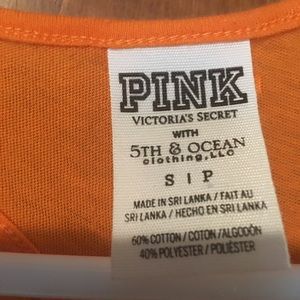 PINK
VICTORIA'S SECRET
WITH
5TH & OCEAN
clothing, LLC
S | P
MADE IN SRI LANKA / FAIT AU
SRI LANKA / HECHO EN SRI LANKA
60% COTTON / COTON /ALGODÓN
40% POLYESTER / POLIÉSTER